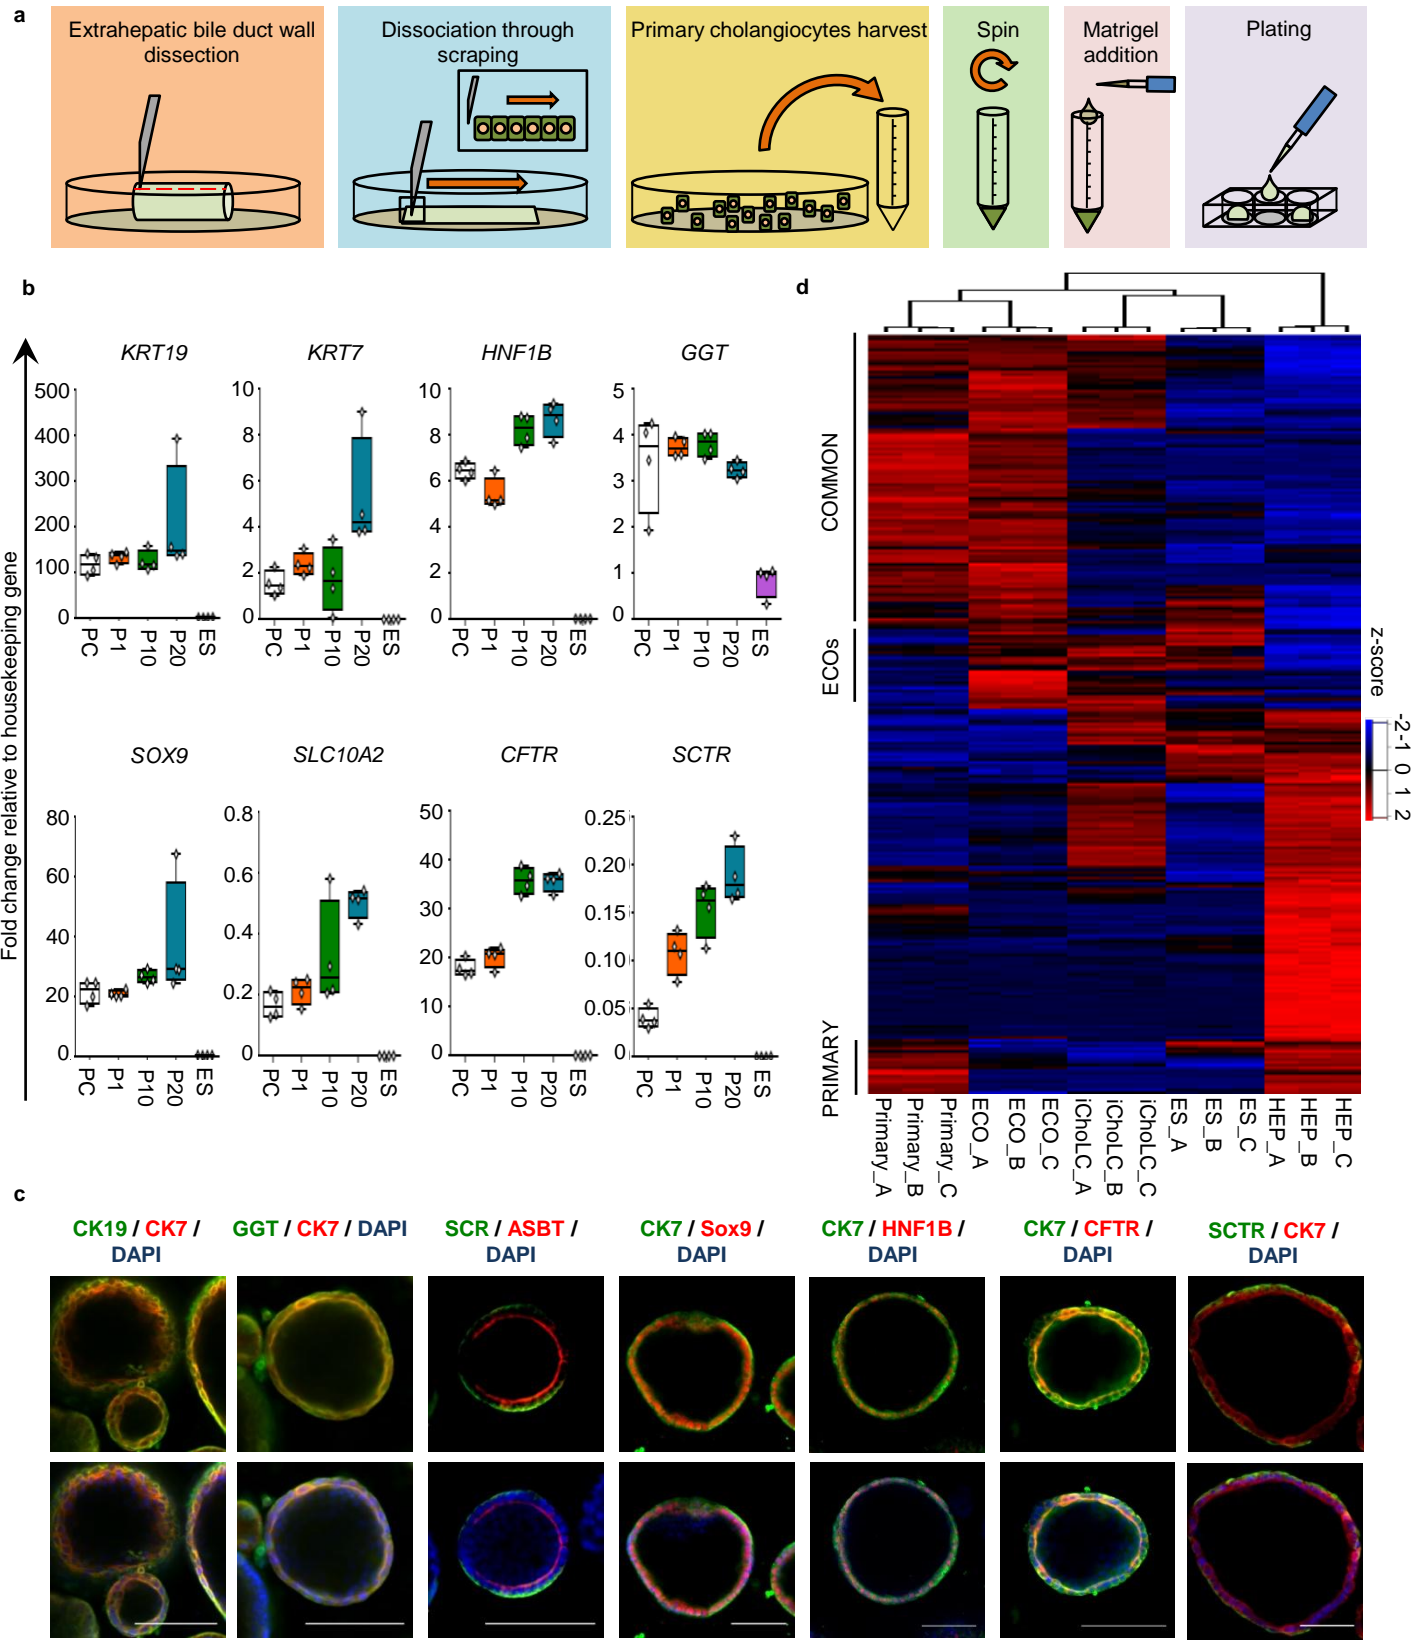 a
Extrahepatic bile duct wall
dissection
Dissociation through
scraping
Primary cholangiocytes harvest
Spin
Matrigel
addition
Plating
b
Fold change relative to housekeeping gene
KRT19
500
400
300
200
100
0
PC P1 P10 P20 ES
KRT7
10
8
6
4
2
0
PC P1 P10 P20 ES
HNF1B
10
8
6
4
2
0
PC P1 P10 P20 ES
GGT
5
4
3
2
1
0
PC P1 P10 P20 ES
SOX9
80
60
40
20
0
PC P1 P10 P20 ES
SLC10A2
0.8
0.6
0.4
0.2
0
PC P1 P10 P20 ES
CFTR
50
40
30
20
10
0
PC P1 P10 P20 ES
SCTR
0.25
0.20
0.15
0.10
0.05
0
PC P1 P10 P20 ES
d
COMMON
ECOs
PRIMARY
z-score
-2 -1 0 1 2
Primary_A
Primary_B
Primary_C
ECO_A
ECO_B
ECO_C
iChoLC_A
iChoLC_B
iChoLC_C
ES_A
ES_B
ES_C
HEP_A
HEP_B
HEP_C
c
CK19 / CK7 /
DAPI
GGT / CK7 / DAPI
SCR / ASBT /
DAPI
CK7 / Sox9 /
DAPI
CK7 / HNF1B /
DAPI
CK7 / CFTR /
DAPI
SCTR / CK7 /
DAPI